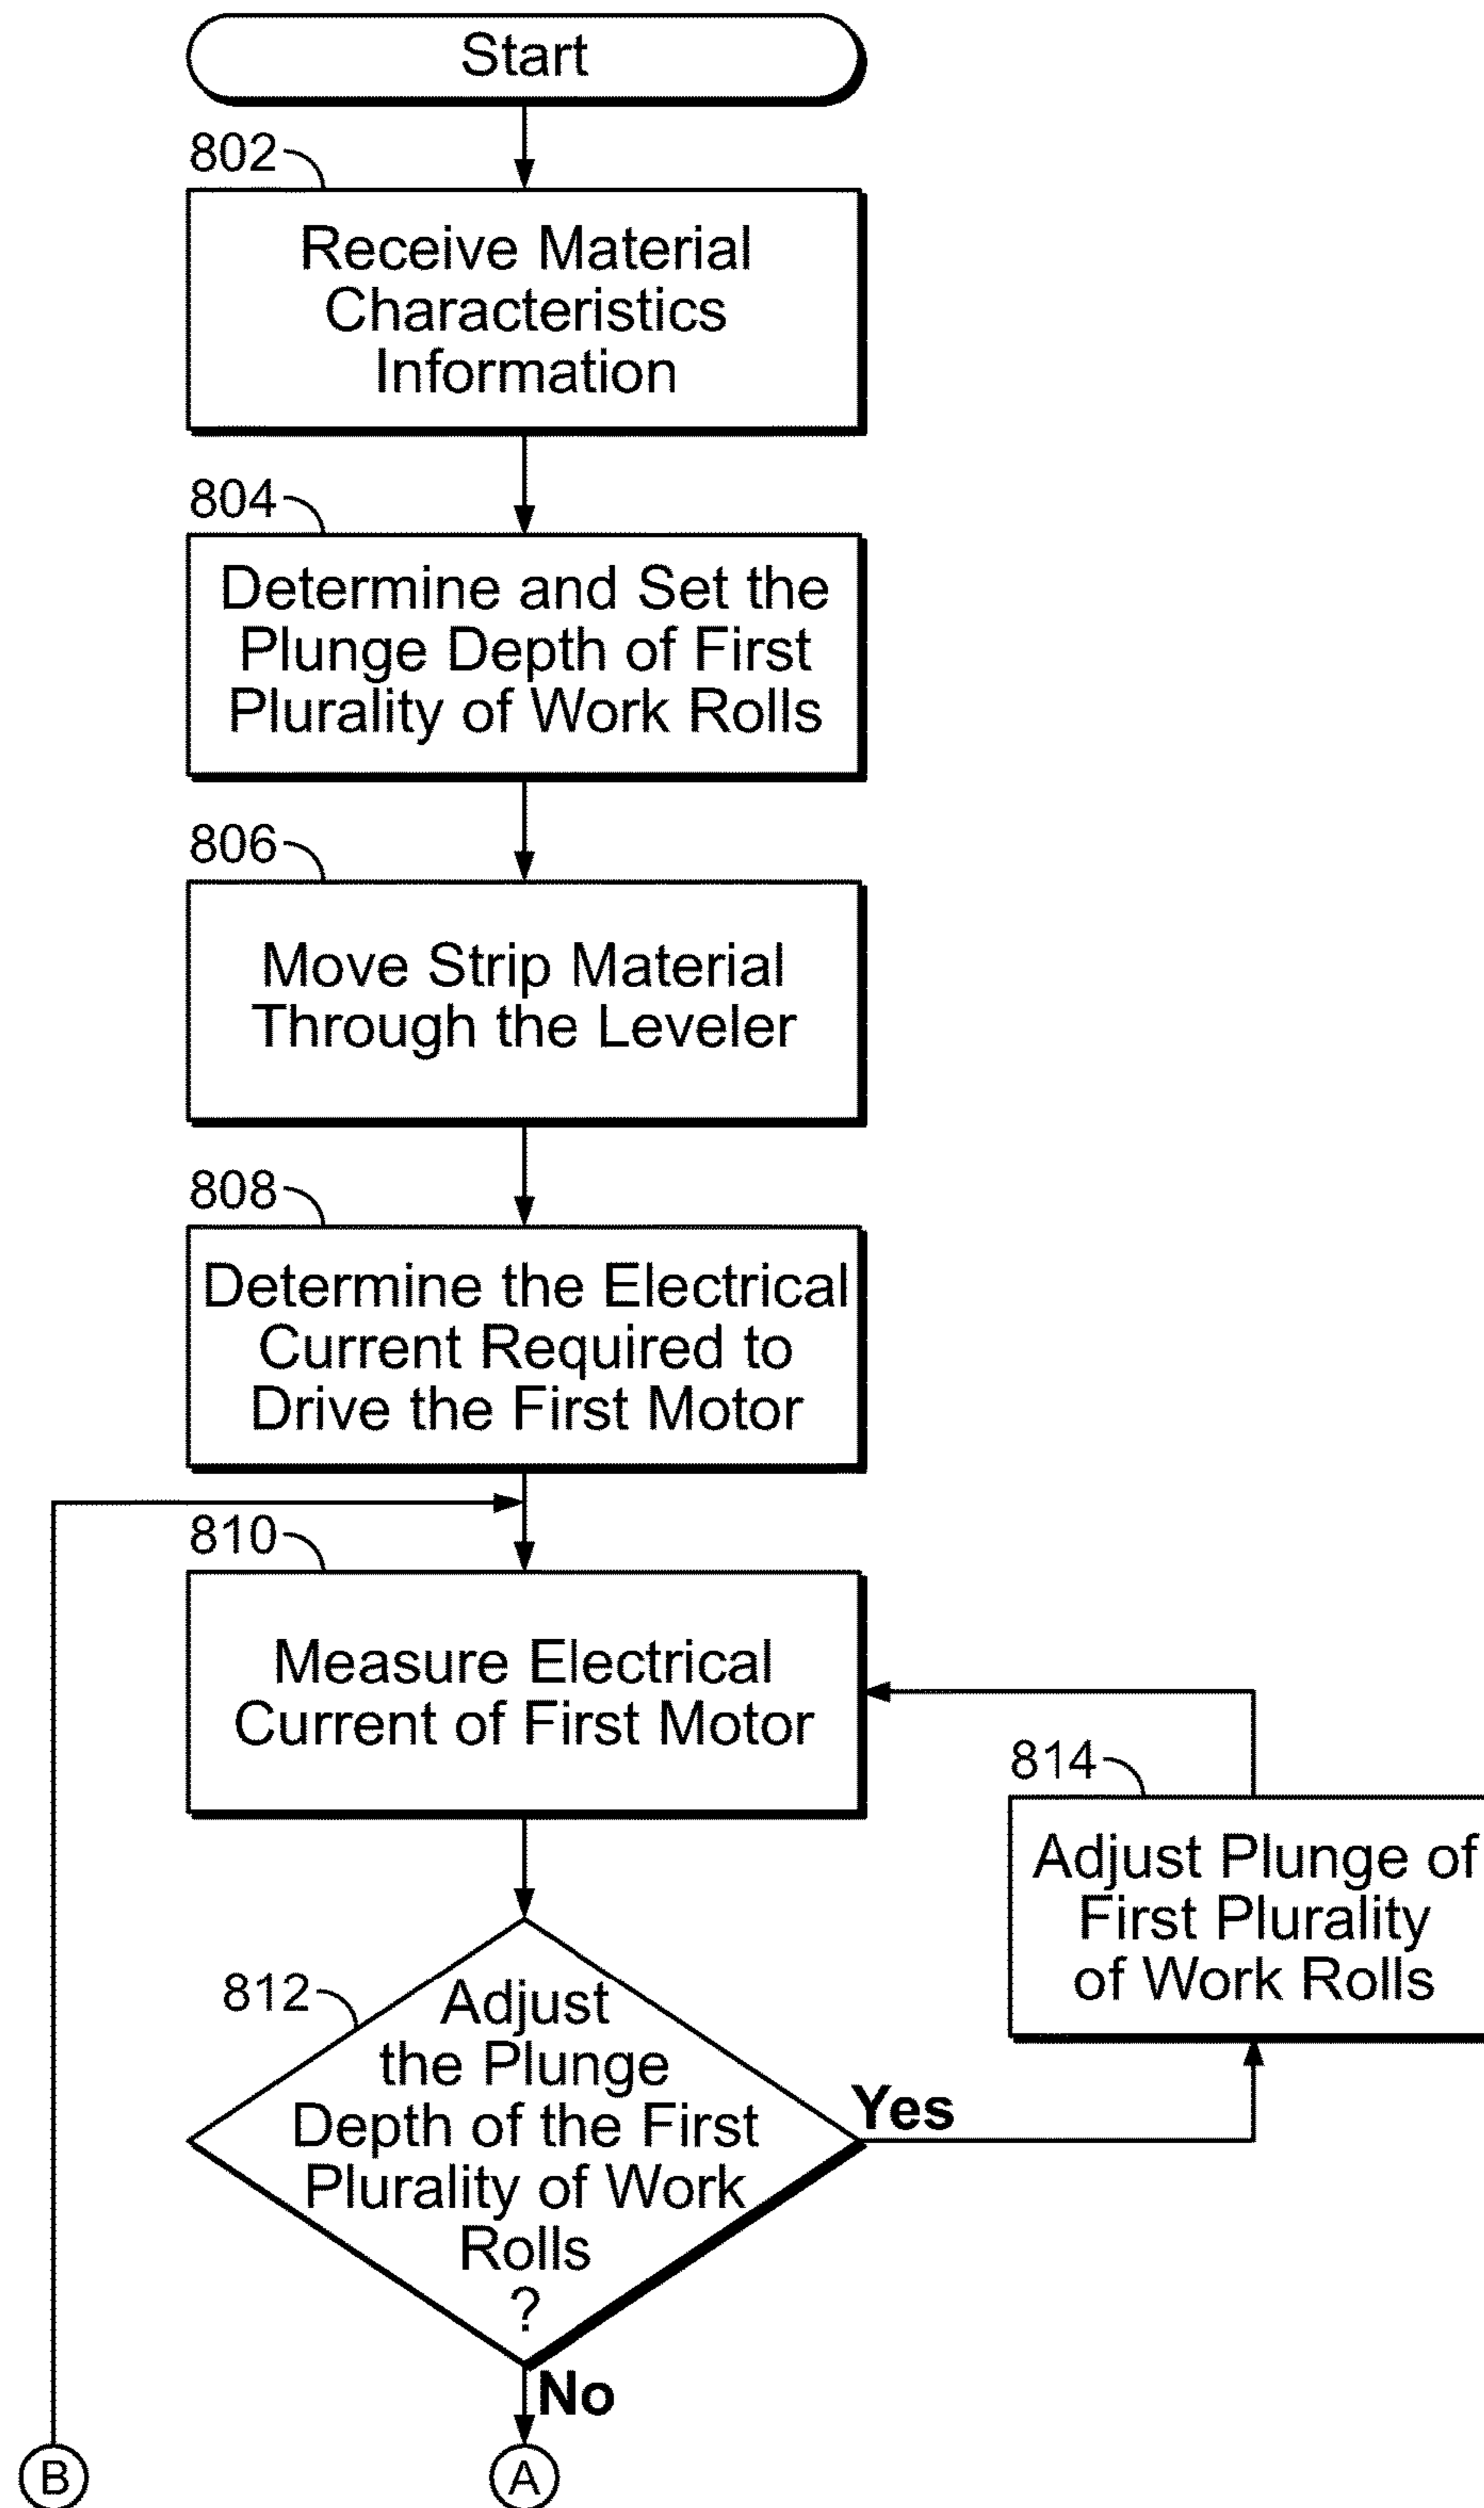 Start
802
Receive Material
Characteristics
Information
804
Determine and Set the
Plunge Depth of First
Plurality of Work Rolls
806
Move Strip Material
Through the Leveler
808
Determine the Electrical
Current Required to
Drive the First Motor
810
Measure Electrical
Current of First Motor
814
Adjust Plunge of
First Plurality
of Work Rolls
812
Adjust
the Plunge
Depth of the First
Plurality of Work
Rolls
?
Yes
No
B
A